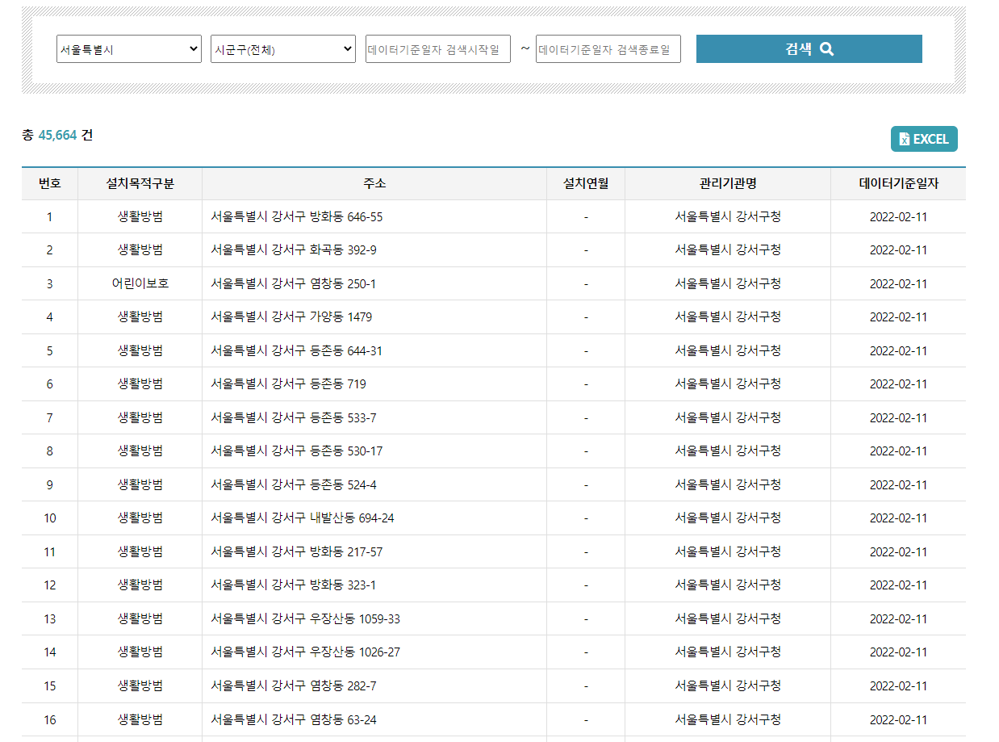 서울특별시 시군구(전체) 데이터기준일자 검색시작일 ~ 데이터기준일자 검색종료일 검색
총 45,664 건
EXCEL
번호 설치목적구분 주소 설치연월 관리기관명 데이터기준일자
1 생활방범 서울특별시 강서구 방화동 646-55 - 서울특별시 강서구청 2022-02-11
2 생활방범 서울특별시 강서구 화곡동 392-9 - 서울특별시 강서구청 2022-02-11
3 어린이보호 서울특별시 강서구 염창동 250-1 - 서울특별시 강서구청 2022-02-11
4 생활방범 서울특별시 강서구 가양동 1479 - 서울특별시 강서구청 2022-02-11
5 생활방범 서울특별시 강서구 등촌동 644-31 - 서울특별시 강서구청 2022-02-11
6 생활방범 서울특별시 강서구 등촌동 719 - 서울특별시 강서구청 2022-02-11
7 생활방범 서울특별시 강서구 등촌동 533-7 - 서울특별시 강서구청 2022-02-11
8 생활방범 서울특별시 강서구 등촌동 530-17 - 서울특별시 강서구청 2022-02-11
9 생활방범 서울특별시 강서구 등촌동 524-4 - 서울특별시 강서구청 2022-02-11
10 생활방범 서울특별시 강서구 내발산동 694-24 - 서울특별시 강서구청 2022-02-11
11 생활방범 서울특별시 강서구 방화동 217-57 - 서울특별시 강서구청 2022-02-11
12 생활방범 서울특별시 강서구 방화동 323-1 - 서울특별시 강서구청 2022-02-11
13 생활방범 서울특별시 강서구 우장산동 1059-33 - 서울특별시 강서구청 2022-02-11
14 생활방범 서울특별시 강서구 우장산동 1026-27 - 서울특별시 강서구청 2022-02-11
15 생활방범 서울특별시 강서구 염창동 282-7 - 서울특별시 강서구청 2022-02-11
16 생활방범 서울특별시 강서구 염창동 63-24 - 서울특별시 강서구청 2022-02-11